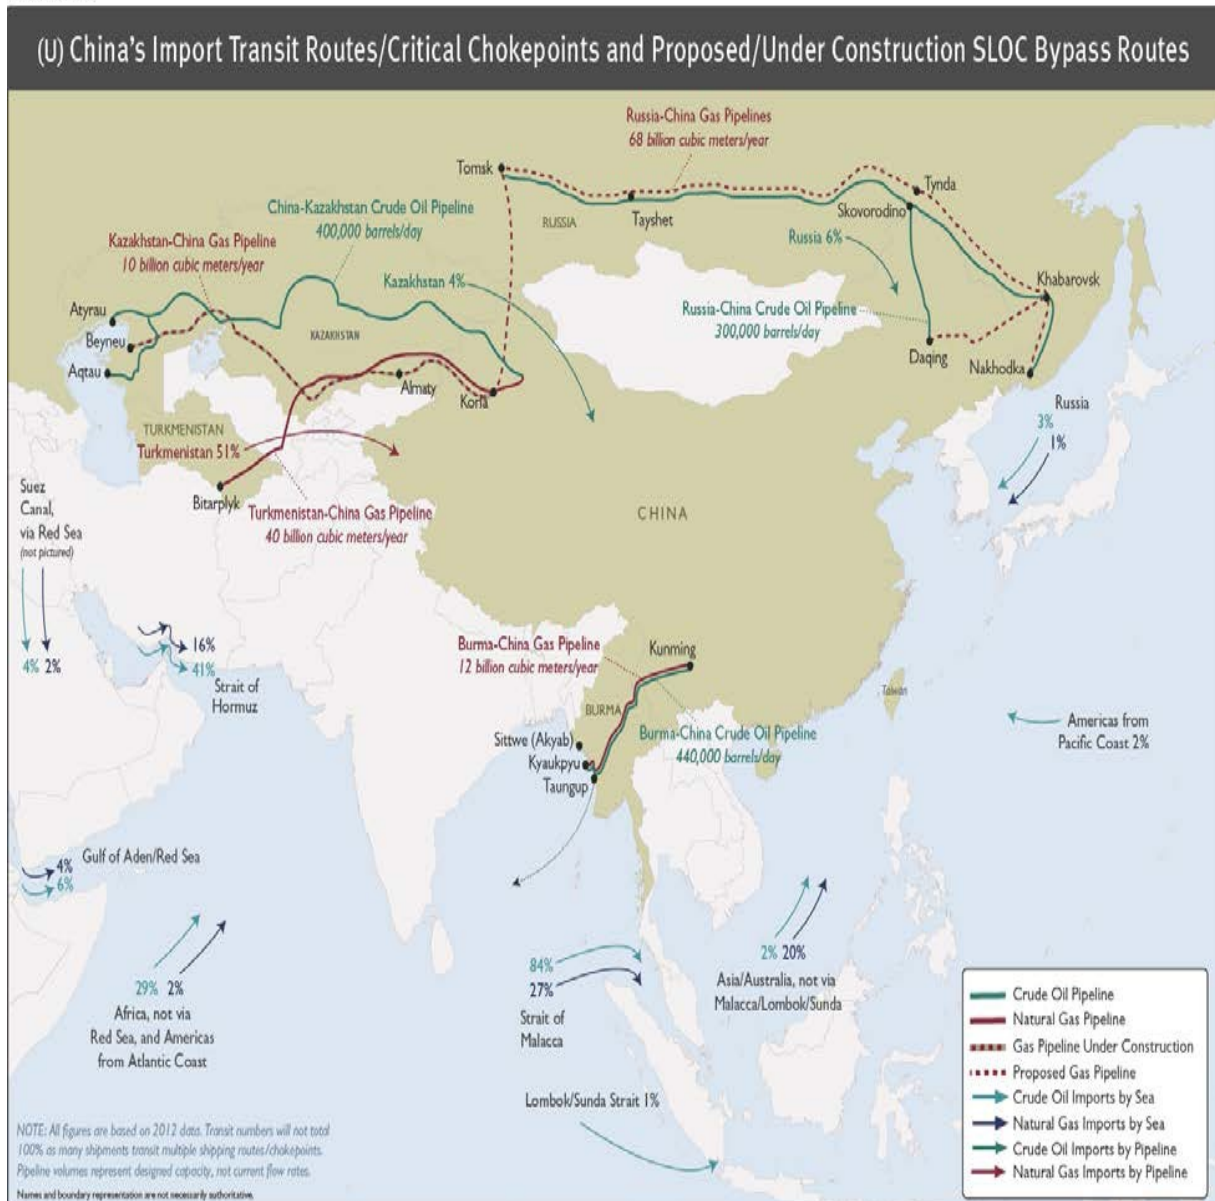 (U) China's Import Transit Routes/Critical Chokepoints and Proposed/Under Construction SLOC Bypass Routes
Russia-China Gas Pipelines
68 billion cubic meters/year
Tomsk
Tynda
Tayshet
Skovorodino
RUSSIA
China-Kazakhstan Crude Oil Pipeline
400,000 barrels/day
Kazakhstan-China Gas Pipeline
10 billion cubic meters/year
Russia 6%
Kazakhstan 4%
Khabarovsk
Russia-China Crude Oil Pipeline
300,000 barrels/day
Atyrau
Beyneu
Aqtau
KAZAKHSTAN
Almaty
Korla
Daqing
Nakhodka
Russia
3%
1%
TURKMENISTAN
Turkmenistan 51%
Bitarplyk
Turkmenistan-China Gas Pipeline
40 billion cubic meters/year
CHINA
Suez
Canal,
via Red Sea
(not pictured)
4% 2%
16%
41%
Strait of
Hormuz
Burma-China Gas Pipeline
12 billion cubic meters/year
Kunming
BURMA
Taiwan
Burma-China Crude Oil Pipeline
440,000 barrels/day
Sittwe (Akyab)
Kyaukpyu
Taungup
Americas from
Pacific Coast 2%
4%
6%
Gulf of Aden/Red Sea
29% 2%
Africa, not via
Red Sea, and Americas
from Atlantic Coast
84%
27%
Strait of
Malacca
2% 20%
Asia/Australia, not via
Malacca/Lombok/Sunda
Lombok/Sunda Strait 1%
Crude Oil Pipeline
Natural Gas Pipeline
Gas Pipeline Under Construction
Proposed Gas Pipeline
Crude Oil Imports by Sea
Natural Gas Imports by Sea
Crude Oil Imports by Pipeline
Natural Gas Imports by Pipeline
NOTE: All figures are based on 2012 data. Transit numbers will not total
100% as many shipments transit multiple shipping routes/chokepoints.
Pipeline volumes represent designed capacity, not current flow rates.
Names and boundary representation are not necessarily authoritative.